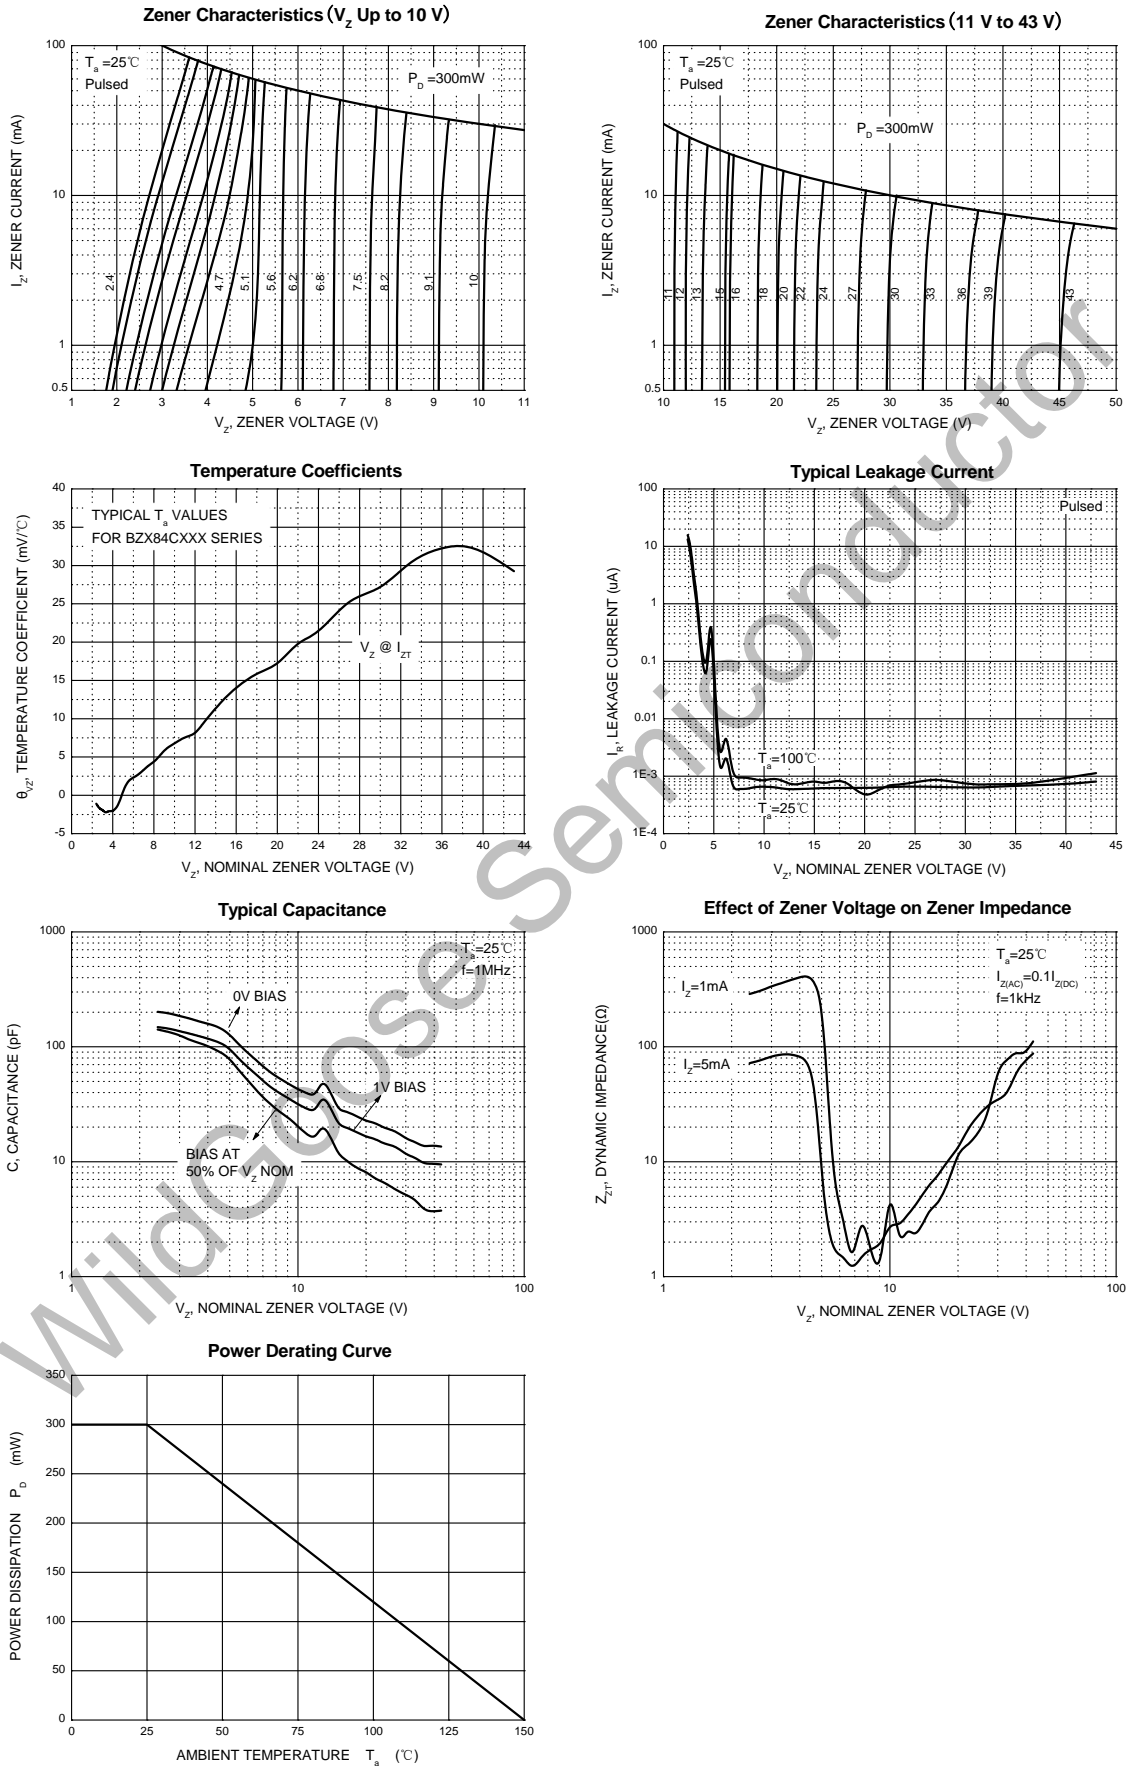 Zener Characteristics (VZ Up to 10 V)
Ta =25℃
Pulsed
PD =300mW
2.4
4.7
5.1
5.6
6.2
6.8
7.5
8.2
9.1
10
100
10
1
0.5
1 2 3 4 5 6 7 8 9 10 11
IZ, ZENER CURRENT (mA)
VZ, ZENER VOLTAGE (V)
Zener Characteristics (11 V to 43 V)
Ta =25℃
Pulsed
PD =300mW
11
12
13
15
16
18
20
22
24
27
30
33
36
39
43
100
10
1
0.5
10 15 20 25 30 35 40 45 50
IZ, ZENER CURRENT (mA)
VZ, ZENER VOLTAGE (V)
Temperature Coefficients
TYPICAL Ta VALUES
FOR BZX84CXXX SERIES
VZ @ IZT
40
35
30
25
20
15
10
5
0
-5
0 4 8 12 16 20 24 28 32 36 40 44
θVZ, TEMPERATURE COEFFICIENT (mV/℃)
VZ, NOMINAL ZENER VOLTAGE (V)
Typical Leakage Current
Pulsed
Ta=100℃
Ta=25℃
100
10
1
0.1
0.01
1E-3
1E-4
0 5 10 15 20 25 30 35 40 45
IR, LEAKAGE CURRENT (uA)
VZ, NOMINAL ZENER VOLTAGE (V)
Typical Capacitance
Ta=25℃
f=1MHz
0V BIAS
1V BIAS
BIAS AT
50% OF VZ NOM
1000
100
10
1
1 10 100
C, CAPACITANCE (pF)
VZ, NOMINAL ZENER VOLTAGE (V)
Effect of Zener Voltage on Zener Impedance
Ta=25℃
IZ(AC)=0.1IZ(DC)
f=1kHz
IZ=1mA
IZ=5mA
1000
100
10
1
1 10 100
ZZT, DYNAMIC IMPEDANCE(Ω)
VZ, NOMINAL ZENER VOLTAGE (V)
Power Derating Curve
350
300
250
200
150
100
50
0
0 25 50 75 100 125 150
POWER DISSIPATION PD (mW)
AMBIENT TEMPERATURE Ta (℃)
WildGoose Semiconductor